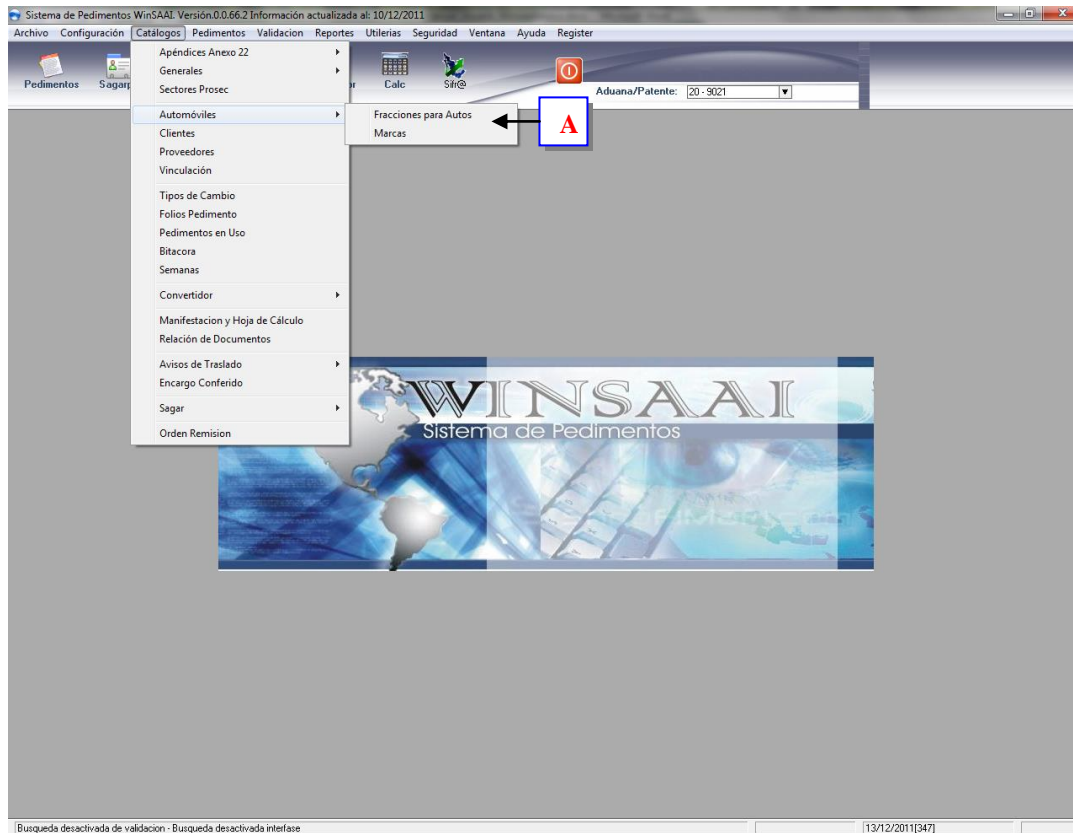 Sistema de Pedimentos WinSAAI. Versión.0.0.66.2 Información actualizada al: 10/12/2011
Archivo Configuración Catálogos Pedimentos Validacion Reportes Utilerias Seguridad Ventana Ayuda Register
Pedimentos Calc Sifr@
Aduana/Patente: 20 - 9021
Apéndices Anexo 22
Generales
Sectores Prosec
Automóviles
Clientes
Proveedores
Vinculación
Tipos de Cambio
Folios Pedimento
Pedimentos en Uso
Bitacora
Semanas
Convertidor
Manifestacion y Hoja de Cálculo
Relación de Documentos
Avisos de Traslado
Encargo Conferido
Sagar
Orden Remision
Fracciones para Autos
Marcas
A
WINSAAI
Sistema de Pedimentos
Busqueda desactivada de validacion - Busqueda desactivada interfase
13/12/2011[347]